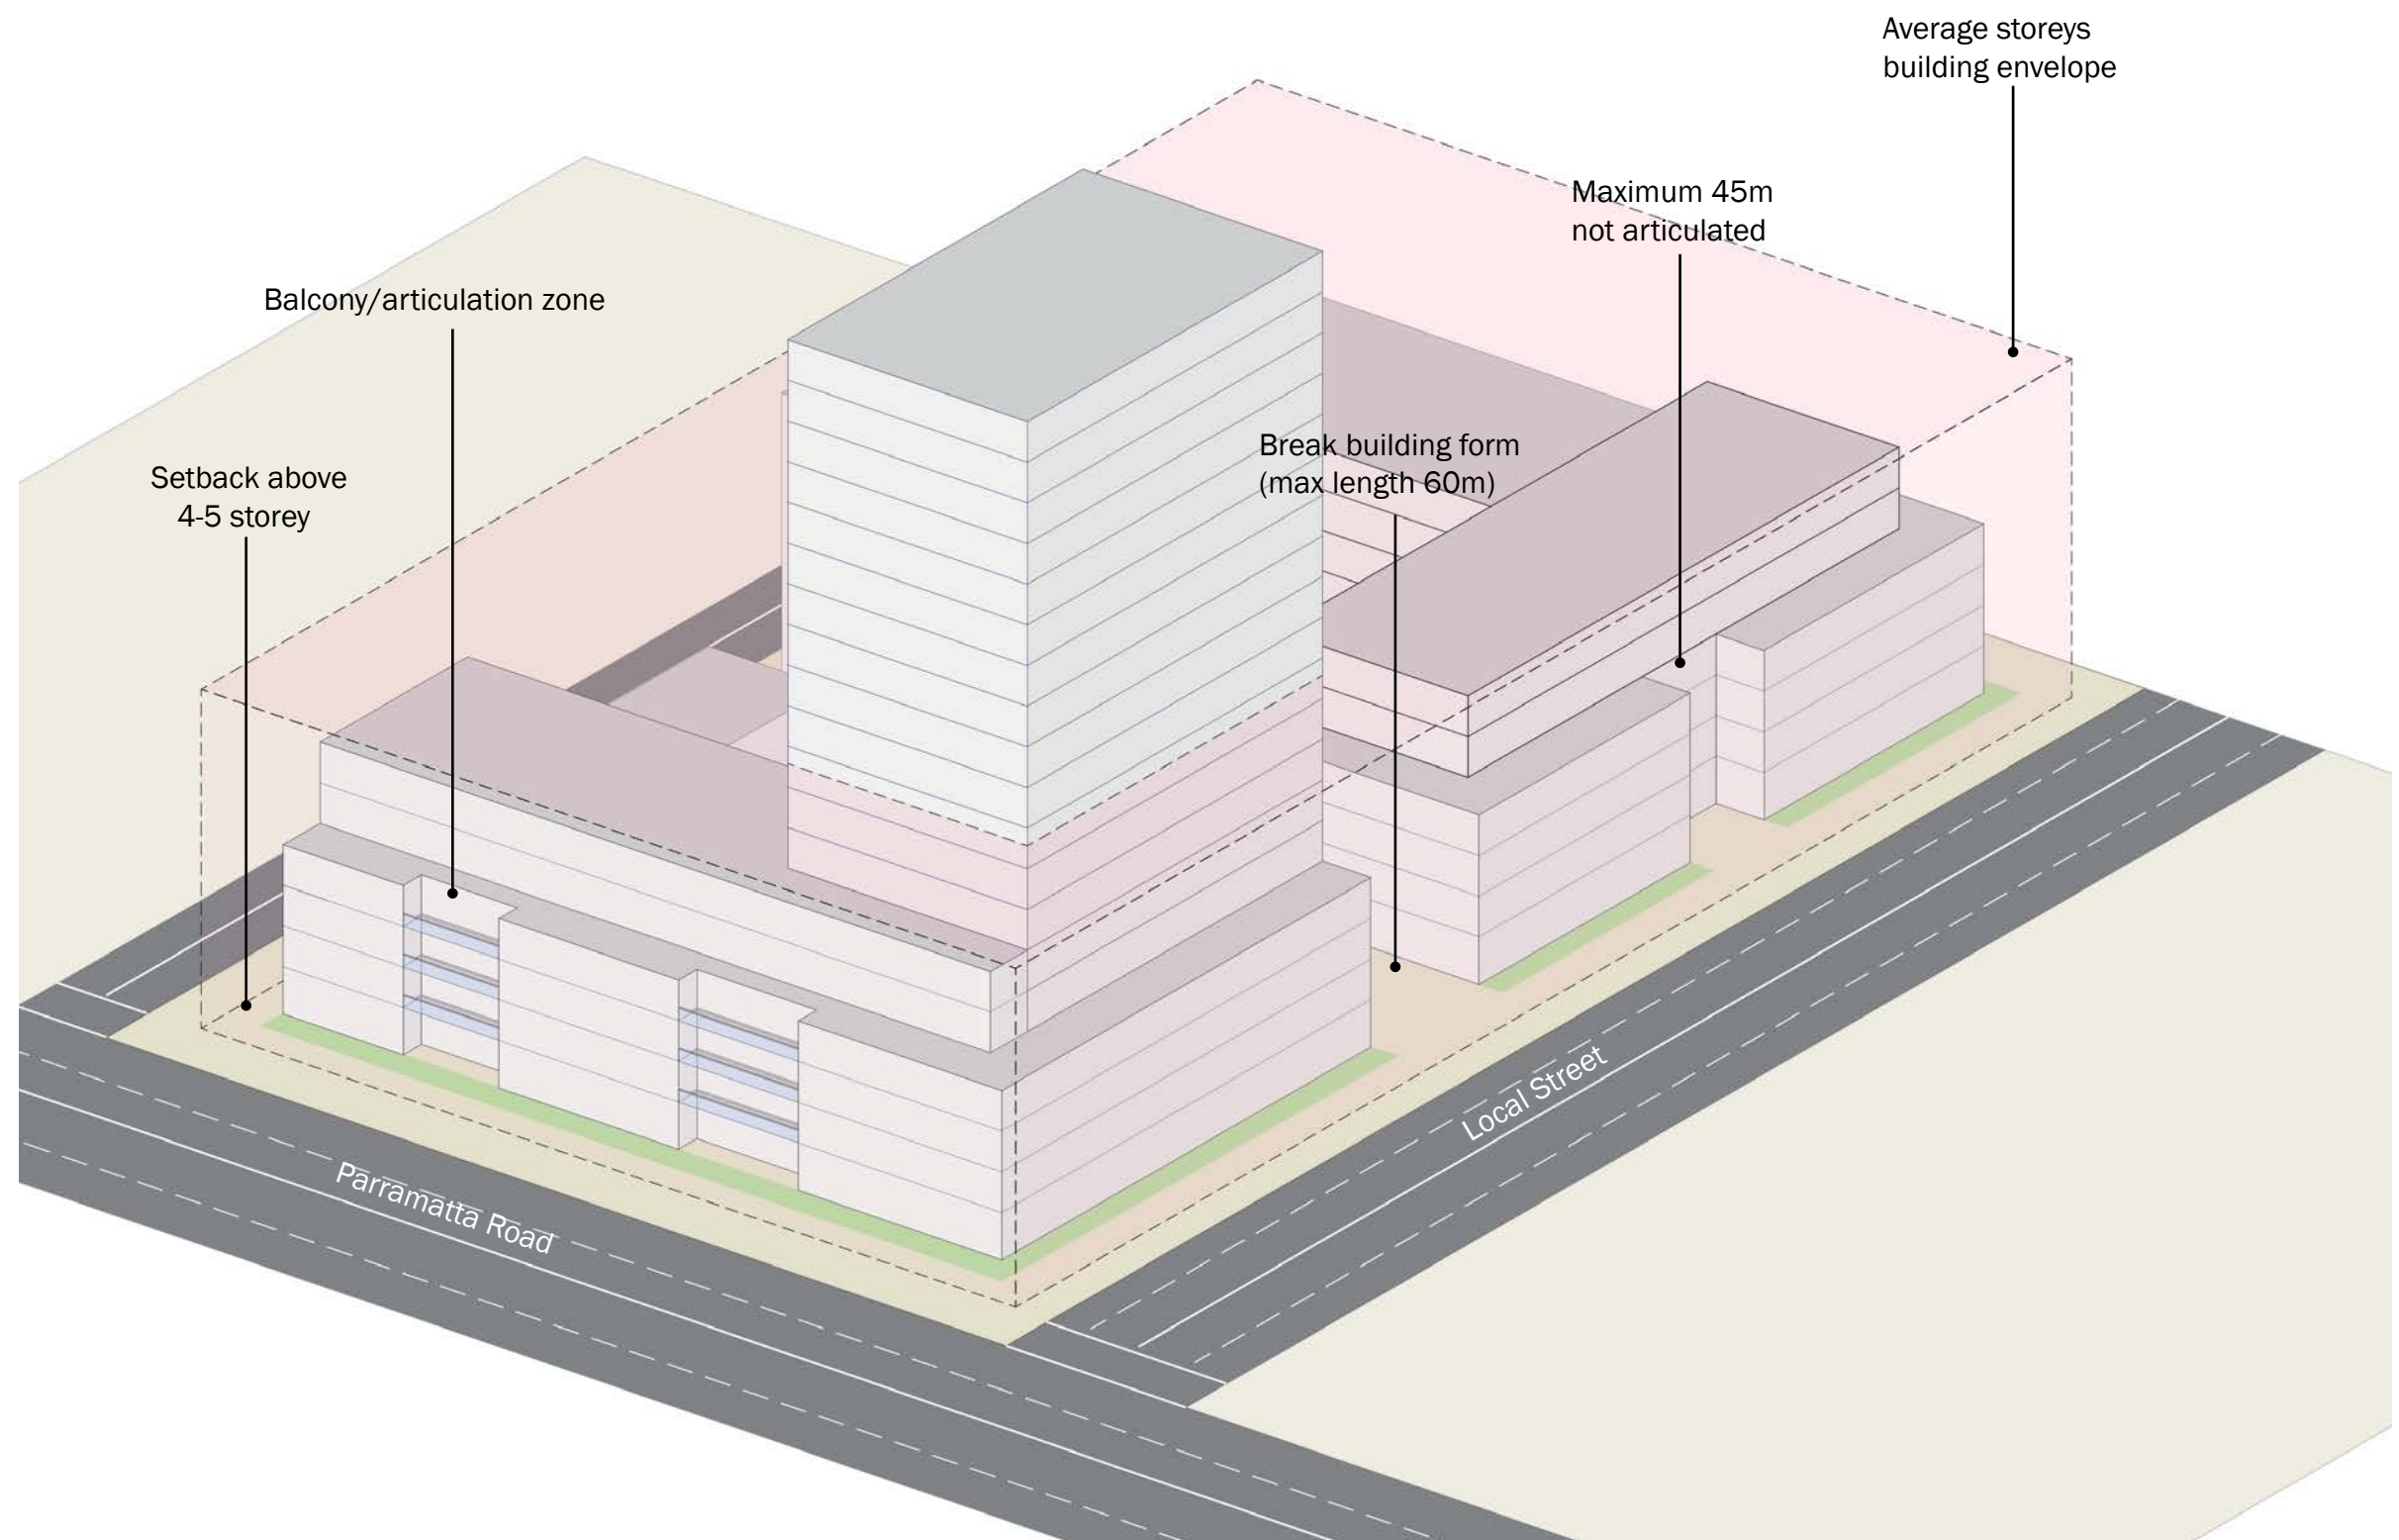 Average storeys
building envelope
Maximum 45m
not articulated
Balcony/articulation zone
Break building form
(max length 60m)
Setback above
4-5 storey
Local Street
Parramatta Road